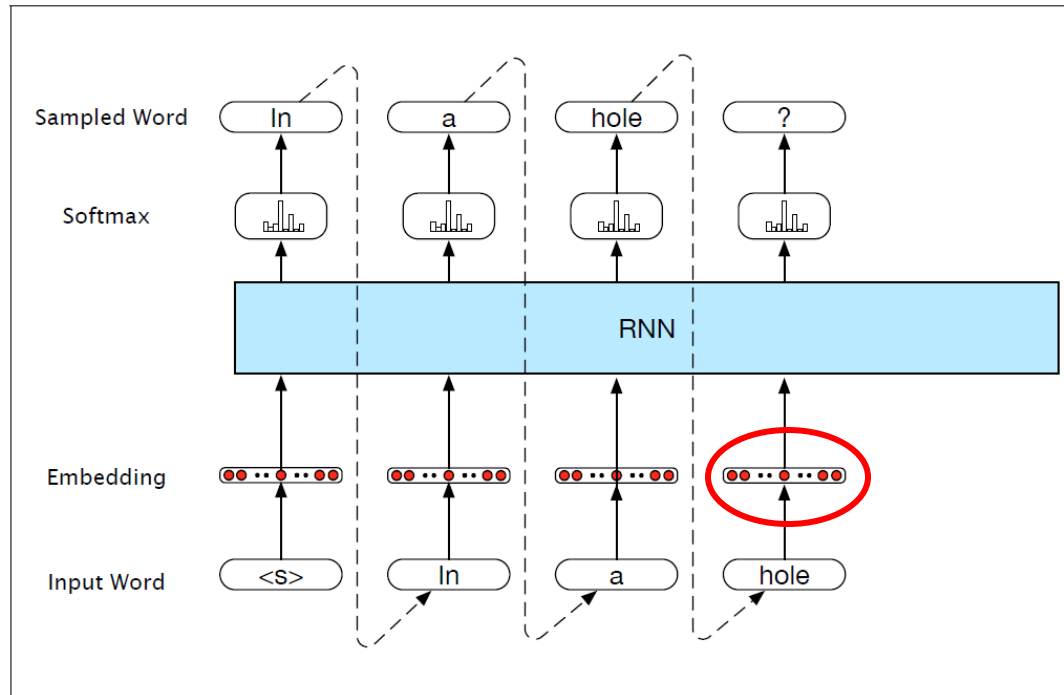 Sampled Word In a hole ?
Softmax
RNN
Embedding
Input Word <s> In a hole